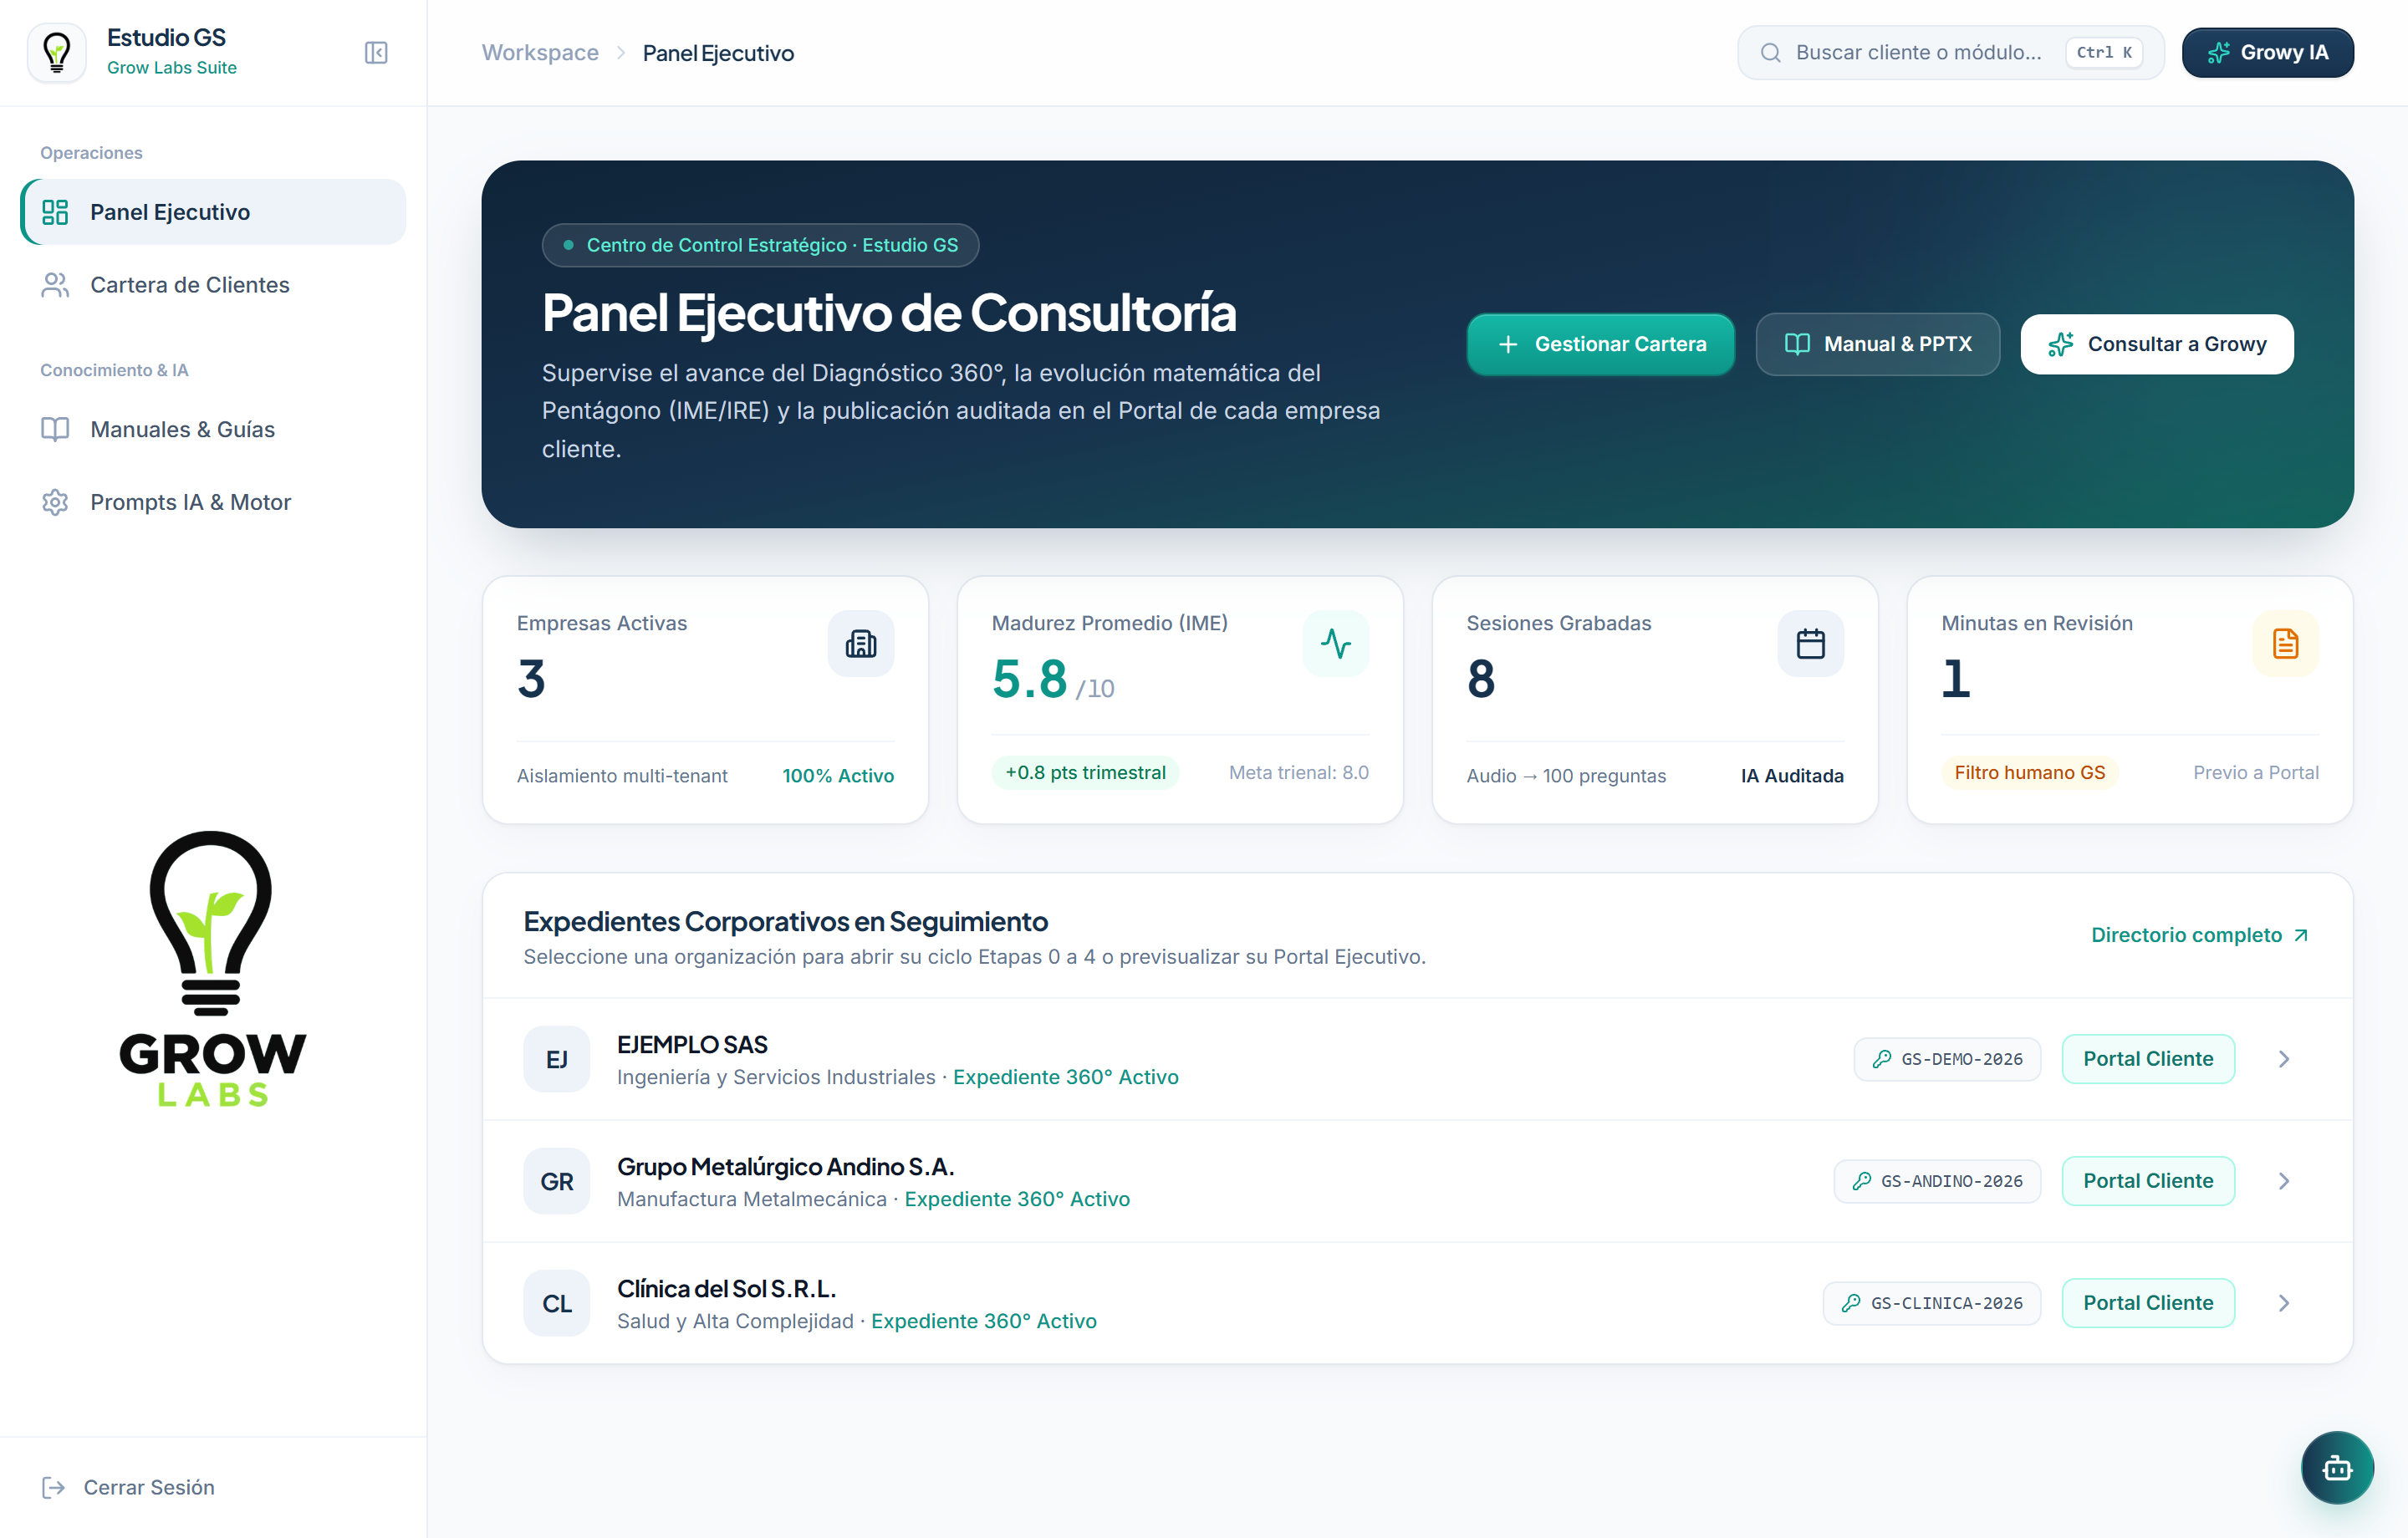 Estudio GS
Grow Labs Suite
Workspace
Panel Ejecutivo
Buscar cliente o módulo...
Ctrl K
Growy IA
Operaciones
Panel Ejecutivo
Cartera de Clientes
Conocimiento & IA
Manuales & Guías
Prompts IA & Motor
GROW
LABS
Cerrar Sesión
Centro de Control Estratégico · Estudio GS
Panel Ejecutivo de Consultoría
Supervise el avance del Diagnóstico 360°, la evolución matemática del
Pentágono (IME/IRE) y la publicación auditada en el Portal de cada empresa
cliente.
Gestionar Cartera
Manual & PPTX
Consultar a Growy
Empresas Activas
3
Aislamiento multi-tenant
100% Activo
Madurez Promedio (IME)
5.8 /10
+0.8 pts trimestral
Meta trienal: 8.0
Sesiones Grabadas
8
Audio → 100 preguntas
IA Auditada
Minutas en Revisión
1
Filtro humano GS
Previo a Portal
Expedientes Corporativos en Seguimiento
Seleccione una organización para abrir su ciclo Etapas 0 a 4 o previsualizar su Portal Ejecutivo.
Directorio completo
EJ
EJEMPLO SAS
Ingeniería y Servicios Industriales · Expediente 360° Activo
GS-DEMO-2026
Portal Cliente
GR
Grupo Metalúrgico Andino S.A.
Manufactura Metalmecánica · Expediente 360° Activo
GS-ANDINO-2026
Portal Cliente
CL
Clínica del Sol S.R.L.
Salud y Alta Complejidad · Expediente 360° Activo
GS-CLINICA-2026
Portal Cliente